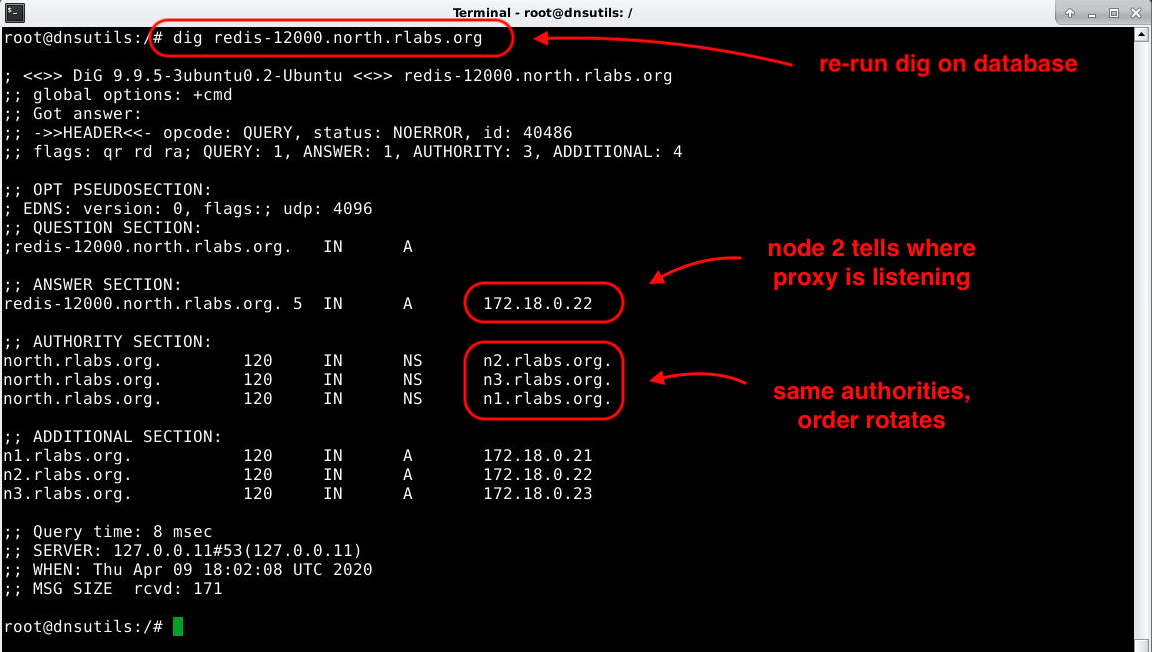 Terminal - root@dnsutils: /
root@dnsutils:/# dig redis-12000.north.rlabs.org
re-run dig on database
; <<>> DiG 9.9.5-3ubuntu0.2-Ubuntu <<>> redis-12000.north.rlabs.org
;; global options: +cmd
;; Got answer:
;; ->>HEADER<<- opcode: QUERY, status: NOERROR, id: 40486
;; flags: qr rd ra; QUERY: 1, ANSWER: 1, AUTHORITY: 3, ADDITIONAL: 4
;; OPT PSEUDOSECTION:
; EDNS: version: 0, flags:; udp: 4096
;; QUESTION SECTION:
;redis-12000.north.rlabs.org. IN A
node 2 tells where
proxy is listening
;; ANSWER SECTION:
redis-12000.north.rlabs.org. 5 IN A 172.18.0.22
;; AUTHORITY SECTION:
north.rlabs.org. 120 IN NS n2.rlabs.org.
north.rlabs.org. 120 IN NS n3.rlabs.org.
north.rlabs.org. 120 IN NS n1.rlabs.org.
same authorities,
order rotates
;; ADDITIONAL SECTION:
n1.rlabs.org. 120 IN A 172.18.0.21
n2.rlabs.org. 120 IN A 172.18.0.22
n3.rlabs.org. 120 IN A 172.18.0.23
;; Query time: 8 msec
;; SERVER: 127.0.0.11#53(127.0.0.11)
;; WHEN: Thu Apr 09 18:02:08 UTC 2020
;; MSG SIZE rcvd: 171
root@dnsutils:/#